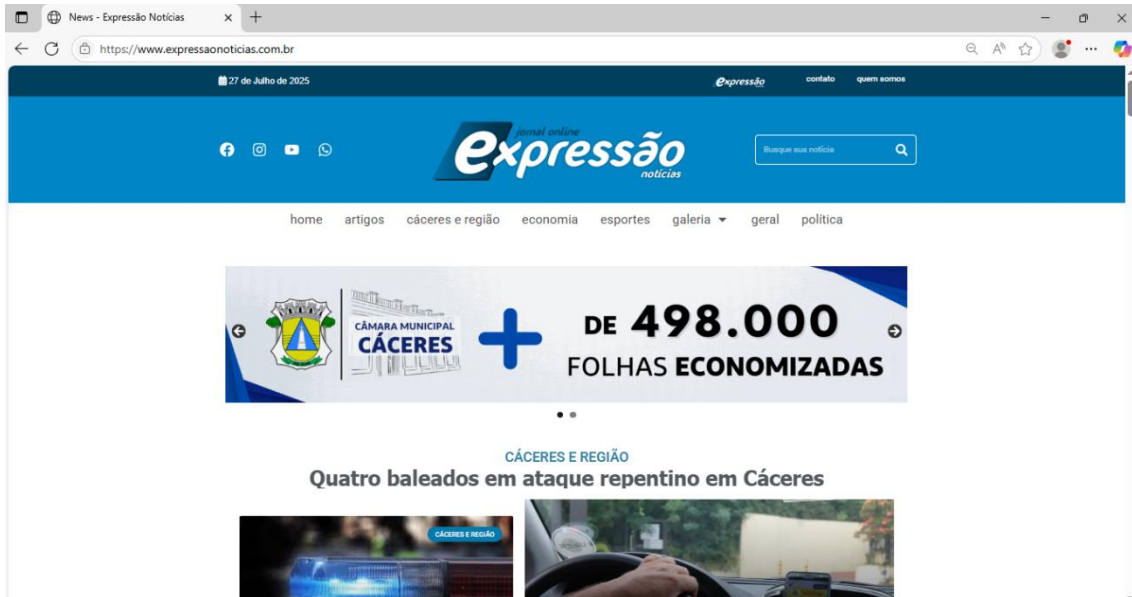 News - Expressão Notícias
https://www.expressaonoticias.com.br
27 de Julho de 2025
expressão
contato
quem somos
jornal online
expressão
notícias
Busque sua notícia
home artigos cáceres e região economia esportes galeria geral política
CÂMARA MUNICIPAL
CÁCERES
+
DE 498.000
FOLHAS ECONOMIZADAS
CÁCERES E REGIÃO
Quatro baleados em ataque repentino em Cáceres
CÁCERES E REGIÃO